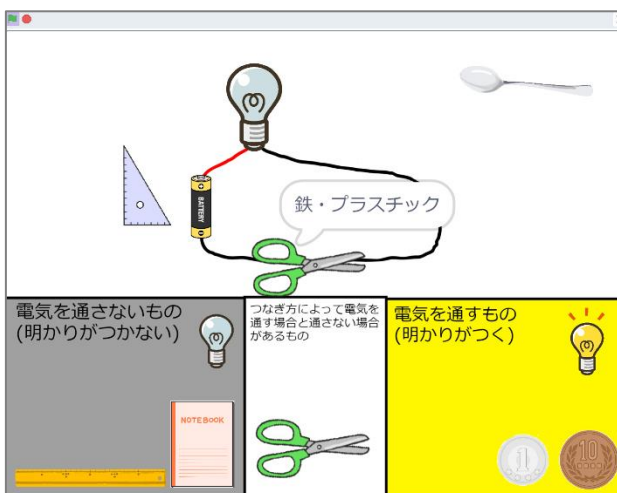 BATTERY
鉄・プラスチック
電気を通さないもの
(明かりがつかない)
NOTEBOOK
つなぎ方によって電気を
通す場合と通さない場合
があるもの
電気を通すもの
(明かりがつく)
1
10